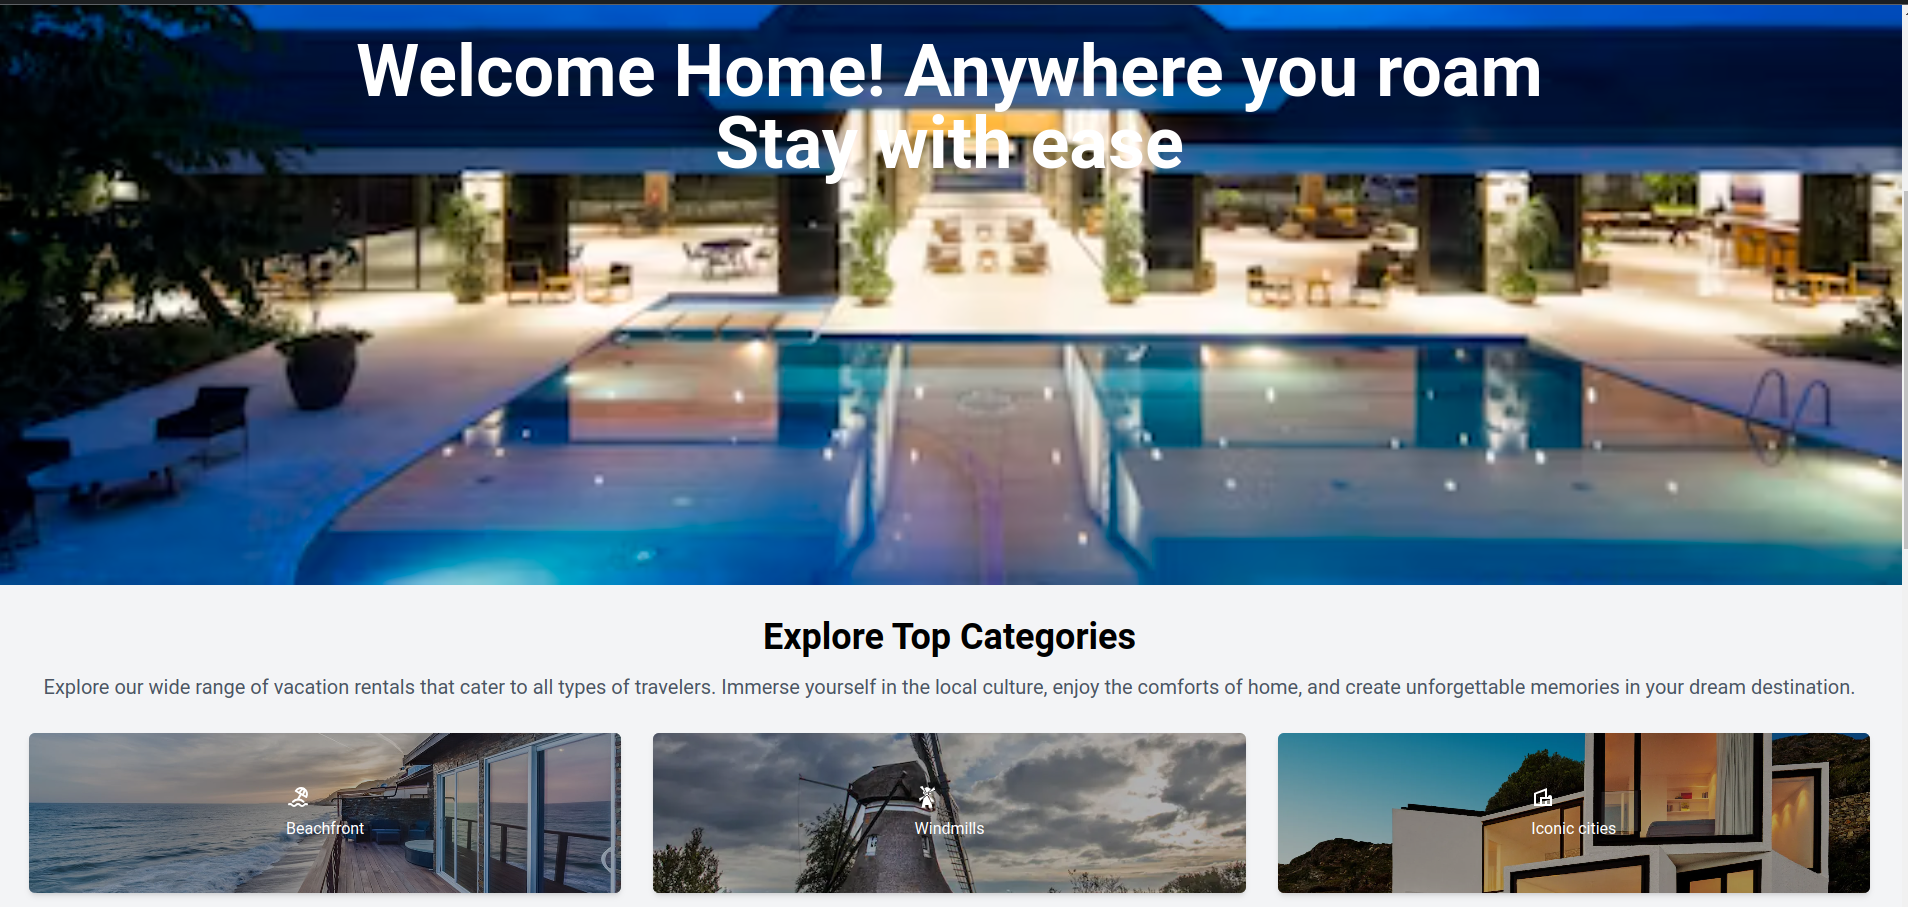 Welcome Home! Anywhere you roam
Stay with ease
Explore Top Categories
Explore our wide range of vacation rentals that cater to all types of travelers. Immerse yourself in the local culture, enjoy the comforts of home, and create unforgettable memories in your dream destination.
Beachfront
Windmills
Iconic cities